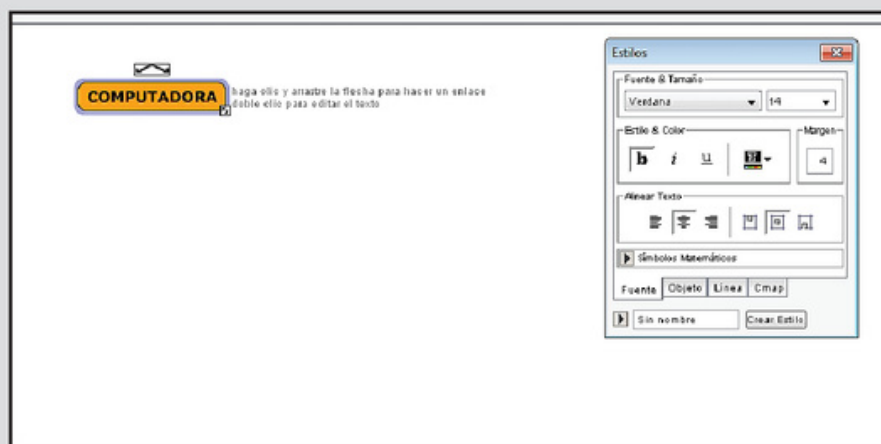 COMPUTADORA
haga clic y arrastre la flecha para hacer un enlace
doble clic para editar el texto
Estilos
Fuente & Tamaño
Verdana
14
Estilo & Color
Margen
b i u
4
Alinear Texto
Símbolos Matemáticos
Fuente Objeto Línea Cmap
Sin nombre
Crear Estilo